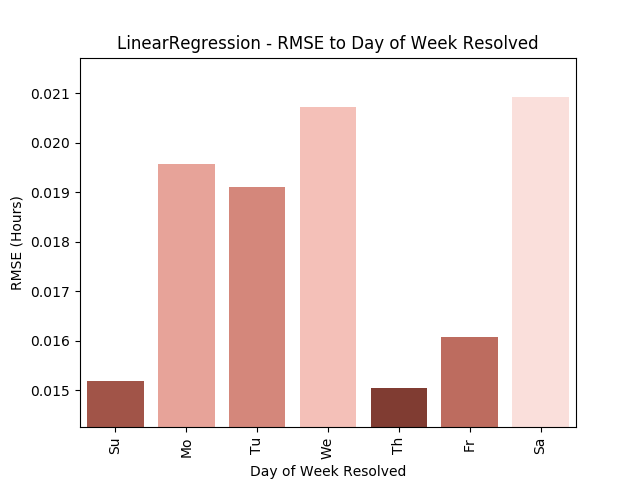 LinearRegression - RMSE to Day of Week Resolved
RMSE (Hours)
0.021
0.020
0.019
0.018
0.017
0.016
0.015
Su
Mo
Tu
We
Th
Fr
Sa
Day of Week Resolved